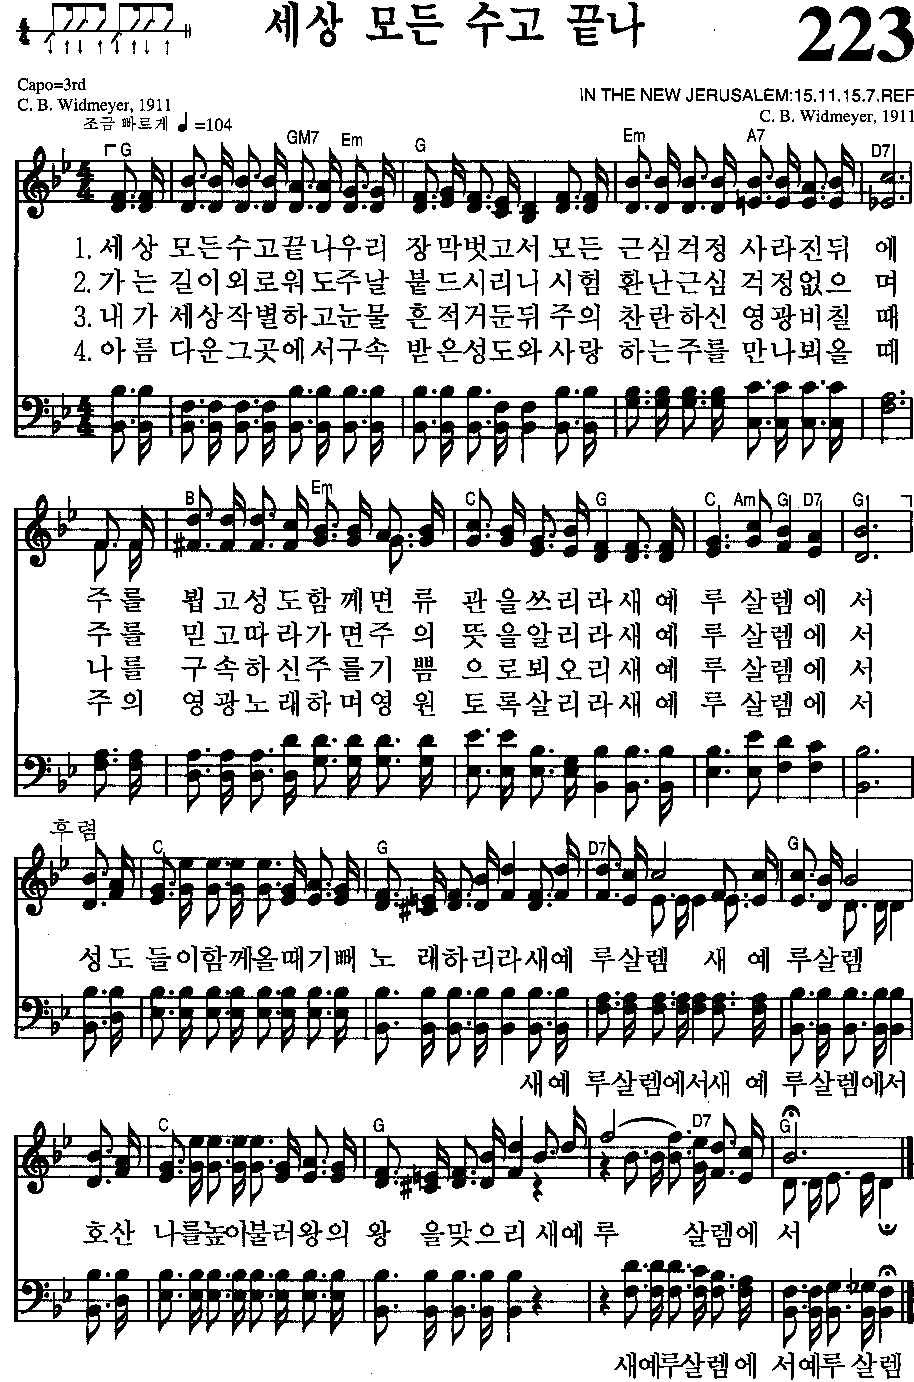 세상 모든 수고 끝나 223
Capo=3rd
C. B. Widmeyer, 1911
IN THE NEW JERUSALEM:15.11.15.7.REF
C. B. Widmeyer, 1911
조금 빠르게 ♩=104
G GM7 Em G Em A7 D7
1. 세 상 모든수고끝나우리 장막벗고서 모든 근심걱정 사라진뒤 에
2. 가 는 길이외로워도주날 붙드시리니 시험 환난근심 걱정없으 며
3. 내 가 세상작별하고눈물 흔적거둔뒤 주의 찬란하신 영광비칠 때
4. 아 름 다운그곳에서구속 받은성도와 사랑 하는주를 만나뵈올 때
B Em C G C Am G D7 G
주 를 뵙고성도함께면 류 관을쓰리라새 예 루 살렘에 서
주 를 믿고따라가면주 의 뜻을알리라새 예 루 살렘에 서
나 를 구속하신주를기 쁨 으로뵈오리새 예 루 살렘에 서
주 의 영광노래하며영 원 토록살리라새 예 루 살렘에 서
후렴
C G D7 G
성도 들이함께올때기뻐 노 래하리라새예 루살렘 새 예 루살렘
새예 루살렘에서새 예 루살렘에서
C G D7 G
호산 나를높아불러왕의 왕 을맞으리 새예 루 살렘에 서
새예루살렘에 서예루 살렘